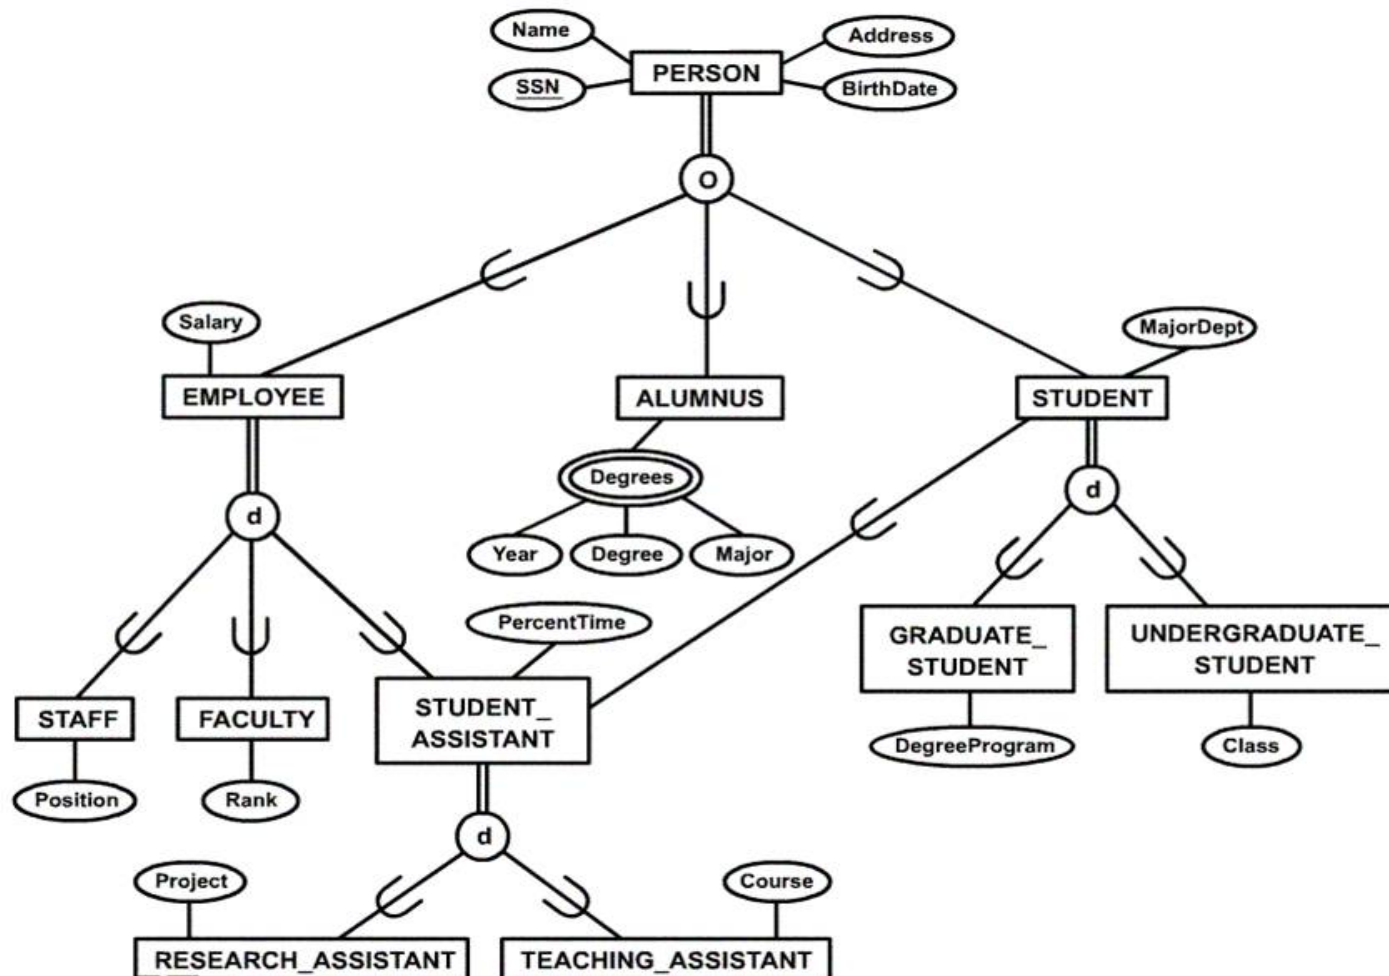 Name
Address
PERSON
SSN
BirthDate
O
Salary
MajorDept
EMPLOYEE
ALUMNUS
STUDENT
Degrees
d
d
Year
Degree
Major
PercentTime
GRADUATE_
STUDENT
UNDERGRADUATE_
STUDENT
STAFF
FACULTY
STUDENT_
ASSISTANT
DegreeProgram
Class
Position
Rank
d
Project
Course
RESEARCH_ASSISTANT
TEACHING_ASSISTANT